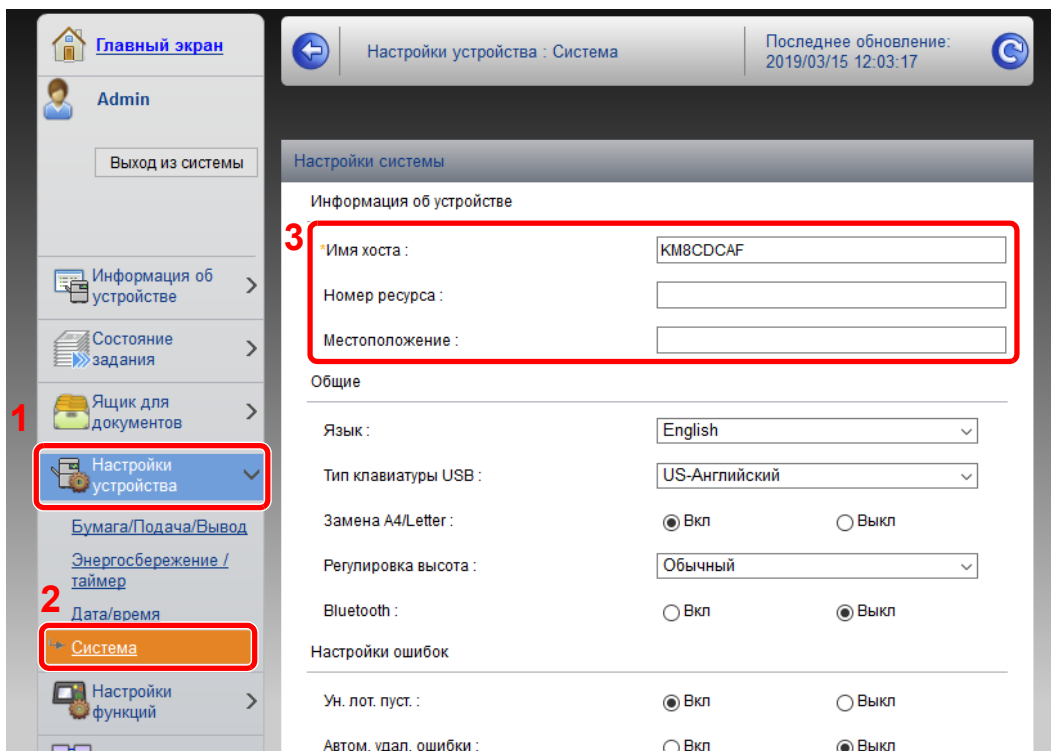 Главный экран
Admin
Выход из системы
Информация об
устройстве
Состояние
задания
1
Ящик для
документов
Настройки
устройства
Бумага/Подача/Вывод
Энергосбережение /
таймер
2
Дата/время
Система
Настройки
функций
Настройки устройства : Система
Последнее обновление:
2019/03/15 12:03:17
Настройки системы
Информация об устройстве
3
*Имя хоста : KM8CDCAF
Номер ресурса :
Местоположение :
Общие
Язык : English
Тип клавиатуры USB : US-Английский
Замена A4/Letter : Вкл Выкл
Регулировка высота : Обычный
Bluetooth : Вкл Выкл
Настройки ошибок
Ун. лот. пуст. : Вкл Выкл
Автом. удал. ошибки : Вкл Выкл